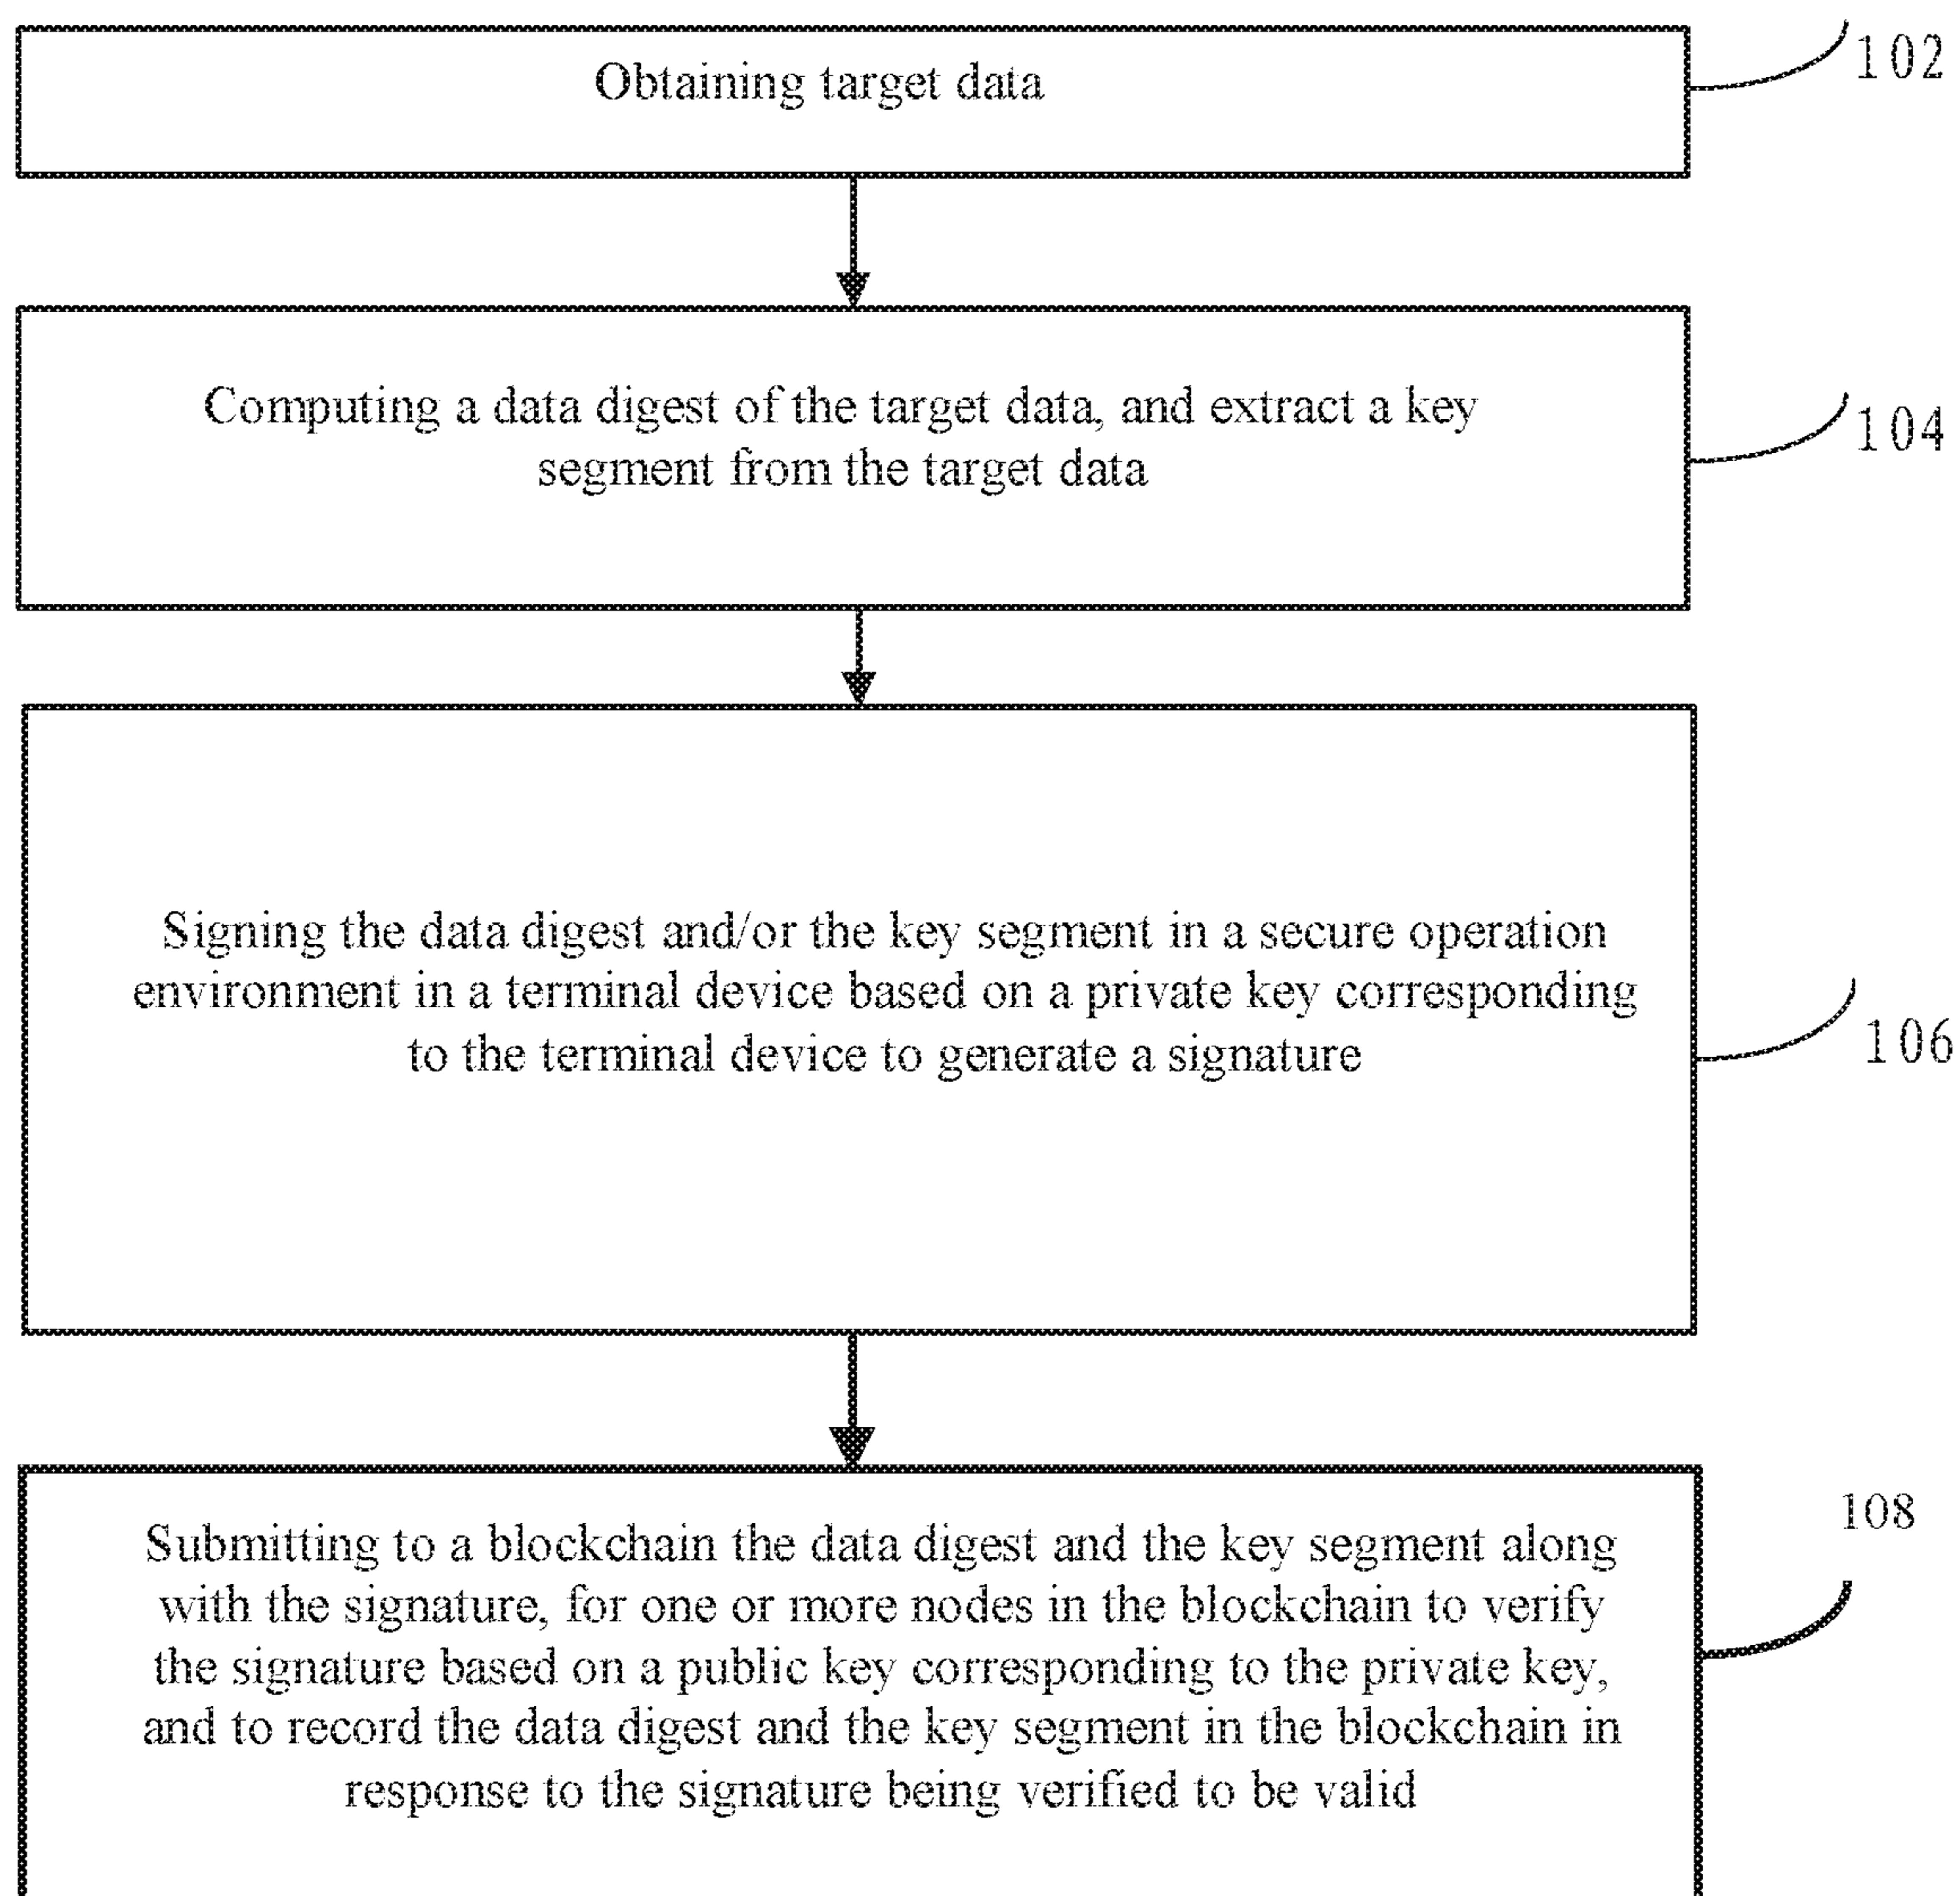 Obtaining target data
102
Computing a data digest of the target data, and extract a key
segment from the target data
104
Signing the data digest and/or the key segment in a secure operation
environment in a terminal device based on a private key corresponding
to the terminal device to generate a signature
106
Submitting to a blockchain the data digest and the key segment along
with the signature, for one or more nodes in the blockchain to verify
the signature based on a public key corresponding to the private key,
and to record the data digest and the key segment in the blockchain in
response to the signature being verified to be valid
108